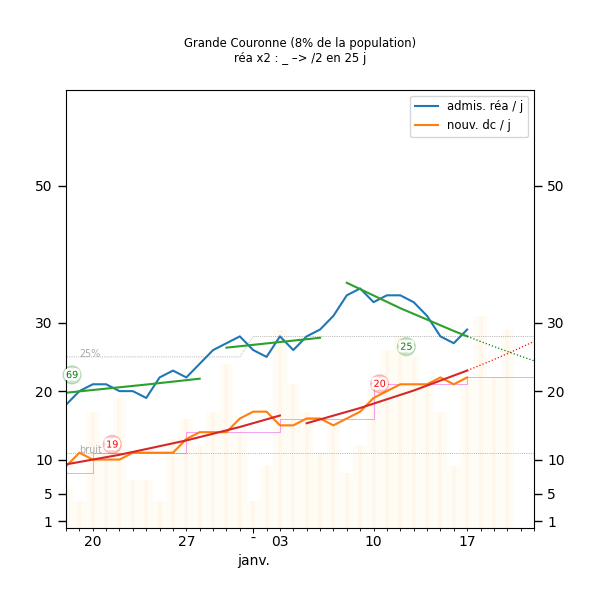 Grande Couronne (8% de la population)
réa x2 : _ –> /2 en 25 j
admis. réa / j
nouv. dc / j
50 50
30 30
25%
25
69
20 20
20
19
bruit
10 10
5 5
1 1
20 27 - 03 10 17
janv.